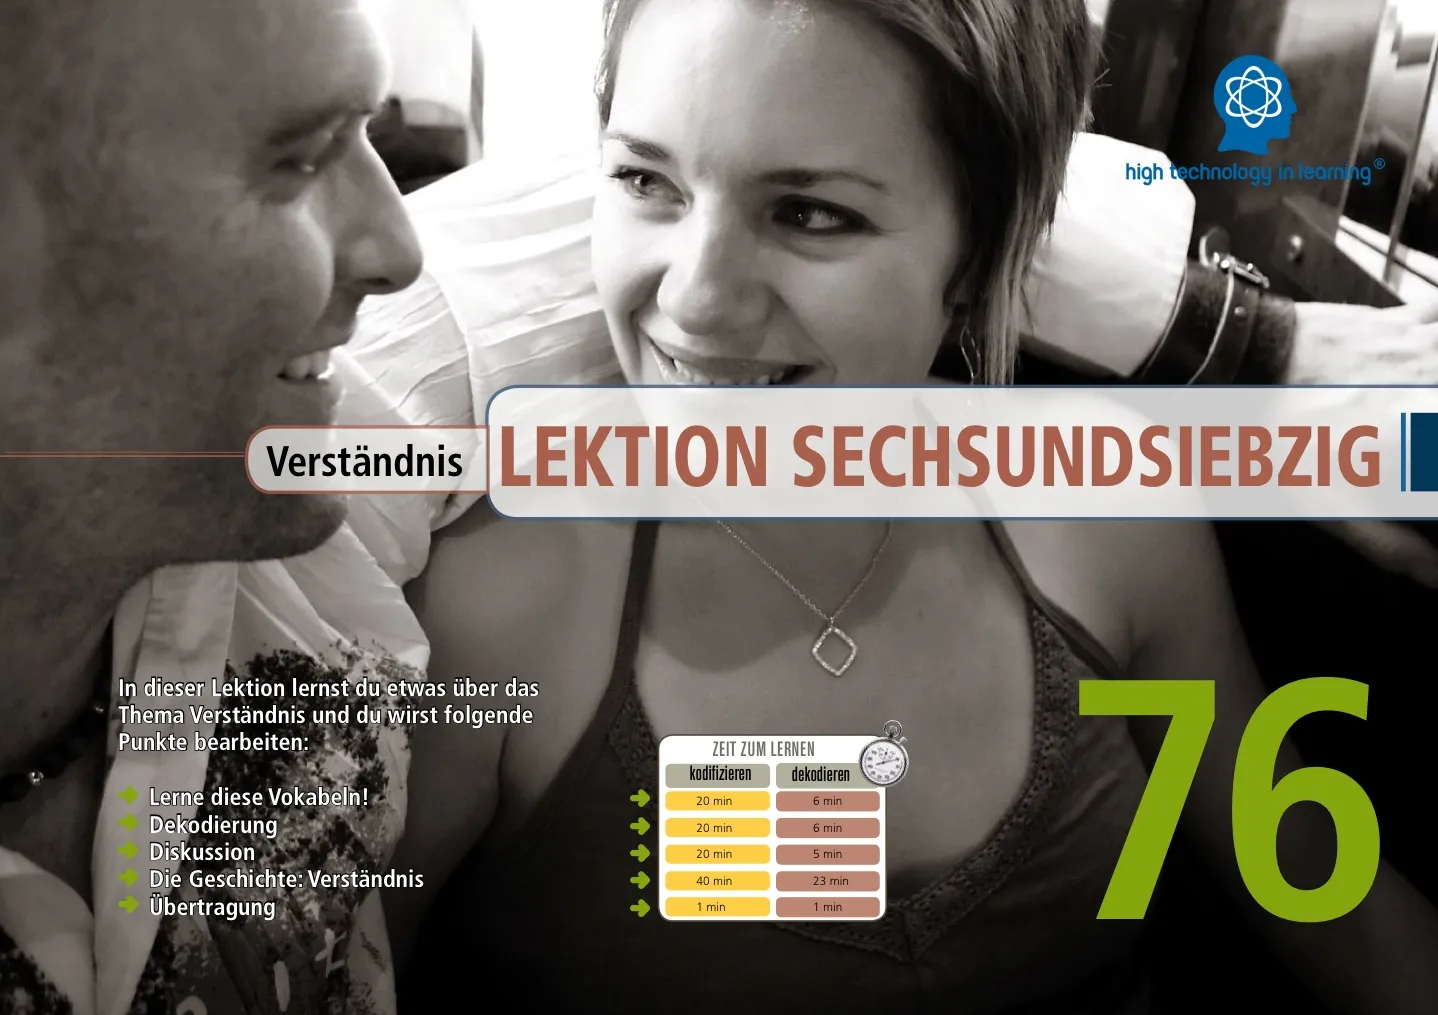 high technology in learning®
Verständnis
LEKTION SECHSUNDSIEBZIG
In dieser Lektion lernst du etwas über das
Thema Verständnis und du wirst folgende
Punkte bearbeiten:
Lerne diese Vokabeln!
Dekodierung
Diskussion
Die Geschichte: Verständnis
Übertragung
ZEIT ZUM LERNEN
kodifizieren dekodieren
20 min 6 min
20 min 6 min
20 min 5 min
40 min 23 min
1 min 1 min
76